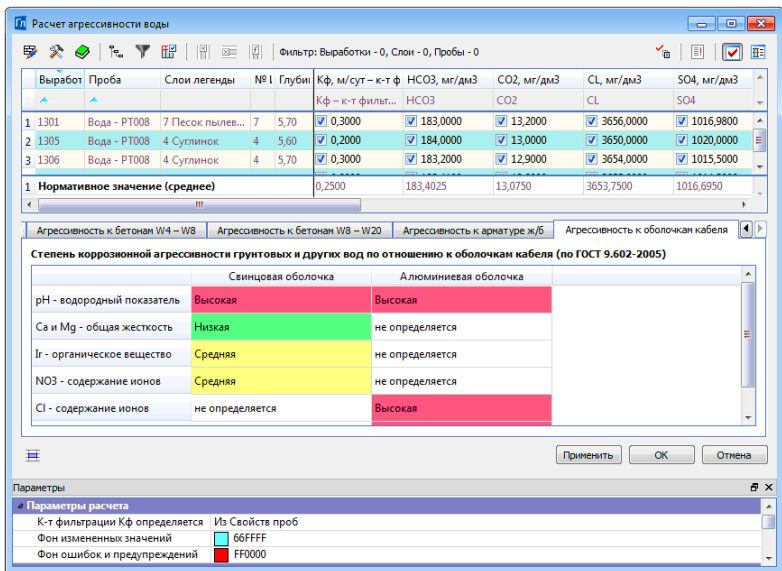 Расчет агрессивности воды
Фильтр: Выработки - 0, Слои - 0, Пробы - 0
Выработ Проба Слои легенды № Глубин Кф, м/сут – к-т ф HCO3, мг/дм3 CO2, мг/дм3 CL, мг/дм3 SO4, мг/дм3
Кф – к-т фильт... HCO3 CO2 CL SO4
1 1301 Вода - РТ008 7 Песок пылев... 7 5,70 0,3000 183,0000 13,2000 3656,0000 1016,9800
2 1305 Вода - РТ008 4 Суглинок 4 5,60 0,2000 184,0000 13,0000 3650,0000 1020,0000
3 1306 Вода - РТ008 4 Суглинок 4 5,70 0,3000 183,2000 12,9000 3654,0000 1015,5000
1 Нормативное значение (среднее) 0,2500 183,4025 13,0750 3653,7500 1016,6950
Агрессивность к бетонам W4 – W8 Агрессивность к бетонам W8 – W20 Агрессивность к арматуре ж/б Агрессивность к оболочкам кабеля
Степень коррозионной агрессивности грунтовых и других вод по отношению к оболочкам кабеля (по ГОСТ 9.602-2005)
Свинцовая оболочка Алюминиевая оболочка
pH - водородный показатель Высокая Высокая
Ca и Mg - общая жесткость Низкая не определяется
Ir - органическое вещество Средняя не определяется
NO3 - содержание ионов Средняя не определяется
Cl - содержание ионов не определяется Высокая
Применить OK Отмена
Параметры
Параметры расчета
К-т фильтрации Кф определяется Из Свойств проб
Фон измененных значений 66FFFF
Фон ошибок и предупреждений FF0000